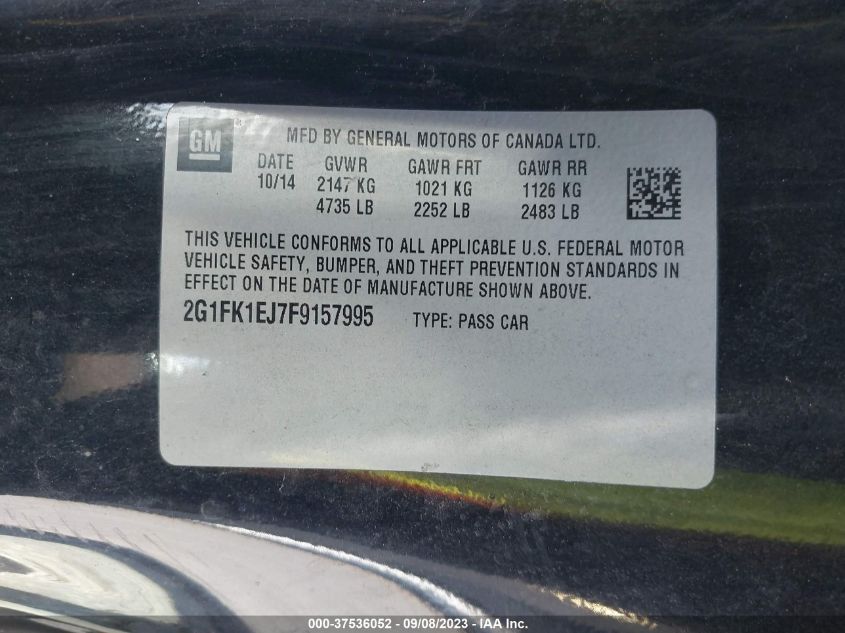 GM®
MFD BY GENERAL MOTORS OF CANADA LTD.
DATE GVWR GAWR FRT GAWR RR
10/14 2147 KG 1021 KG 1126 KG
4735 LB 2252 LB 2483 LB
THIS VEHICLE CONFORMS TO ALL APPLICABLE U.S. FEDERAL MOTOR
VEHICLE SAFETY, BUMPER, AND THEFT PREVENTION STANDARDS IN
EFFECT ON THE DATE OF MANUFACTURE SHOWN ABOVE.
2G1FK1EJ7F9157995 TYPE: PASS CAR
000-37536052 - 09/08/2023 - IAA Inc.